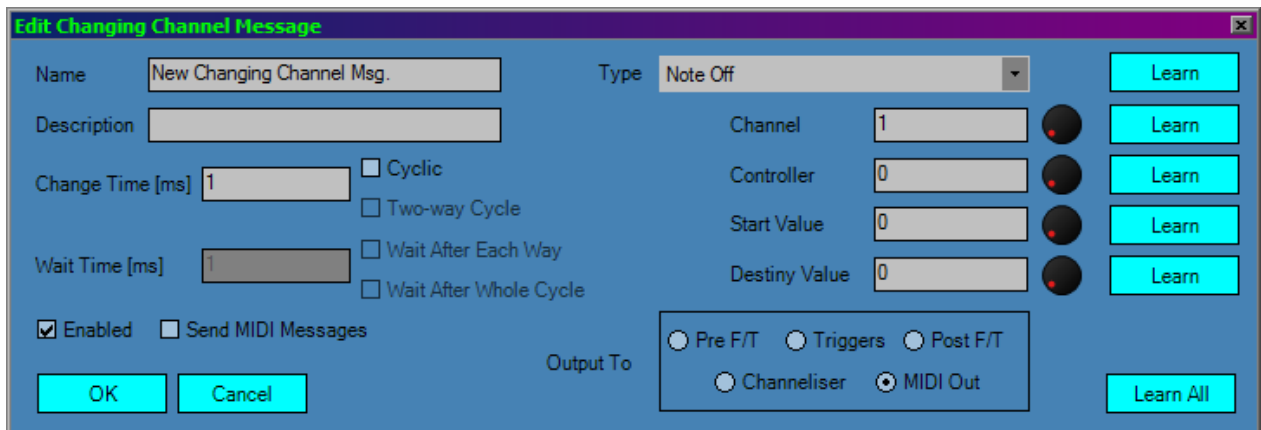 Edit Changing Channel Message
Name New Changing Channel Msg. Type Note Off Learn
Description Channel 1 Learn
Change Time [ms] 1 Cyclic Controller 0 Learn
Two-way Cycle
Start Value 0 Learn
Wait Time [ms] 1 Wait After Each Way
Wait After Whole Cycle
Destiny Value 0 Learn
Enabled Send MIDI Messages
Output To Pre F/T Triggers Post F/T
Channeliser MIDI Out
OK Cancel Learn All